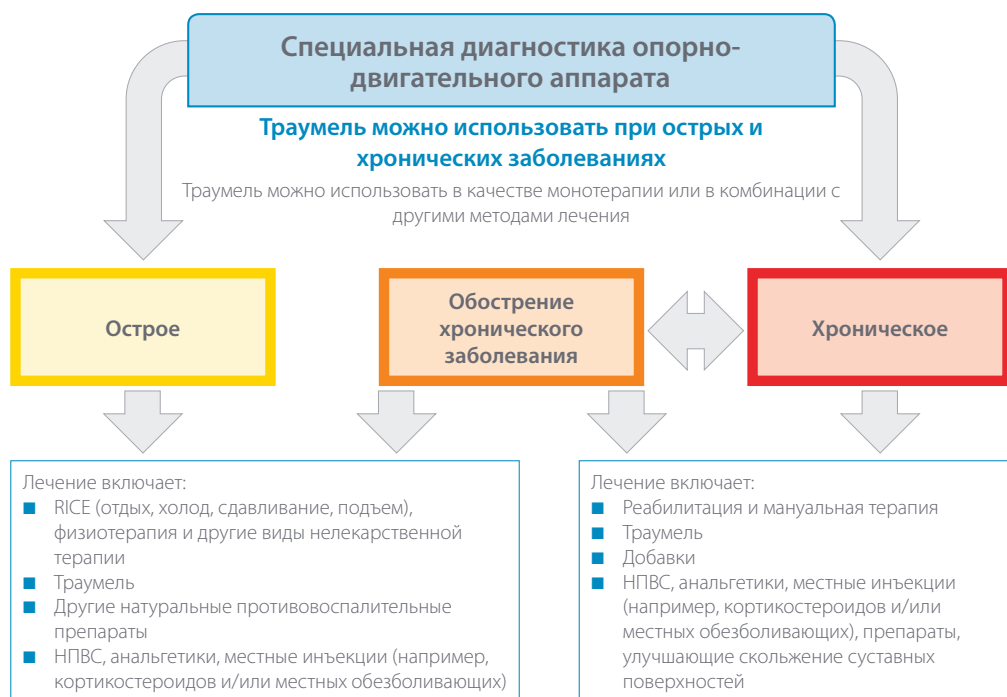 Специальная диагностика опорно-
двигательного аппарата
Траумель можно использовать при острых и
хронических заболеваниях
Траумель можно использовать в качестве монотерапии или в комбинации с
другими методами лечения
Острое
Обострение
хронического
заболевания
Хроническое
Лечение включает:
RICE (отдых, холод, сдавливание, подъем),
физиотерапия и другие виды нелекарственной
терапии
Траумель
Другие натуральные противовоспалительные
препараты
НПВС, анальгетики, местные инъекции (например,
кортикостероидов и/или местных обезболивающих)
Лечение включает:
Реабилитация и мануальная терапия
Траумель
Добавки
НПВС, анальгетики, местные инъекции
(например, кортикостероидов и/или
местных обезболивающих), препараты,
улучшающие скольжение суставных
поверхностей